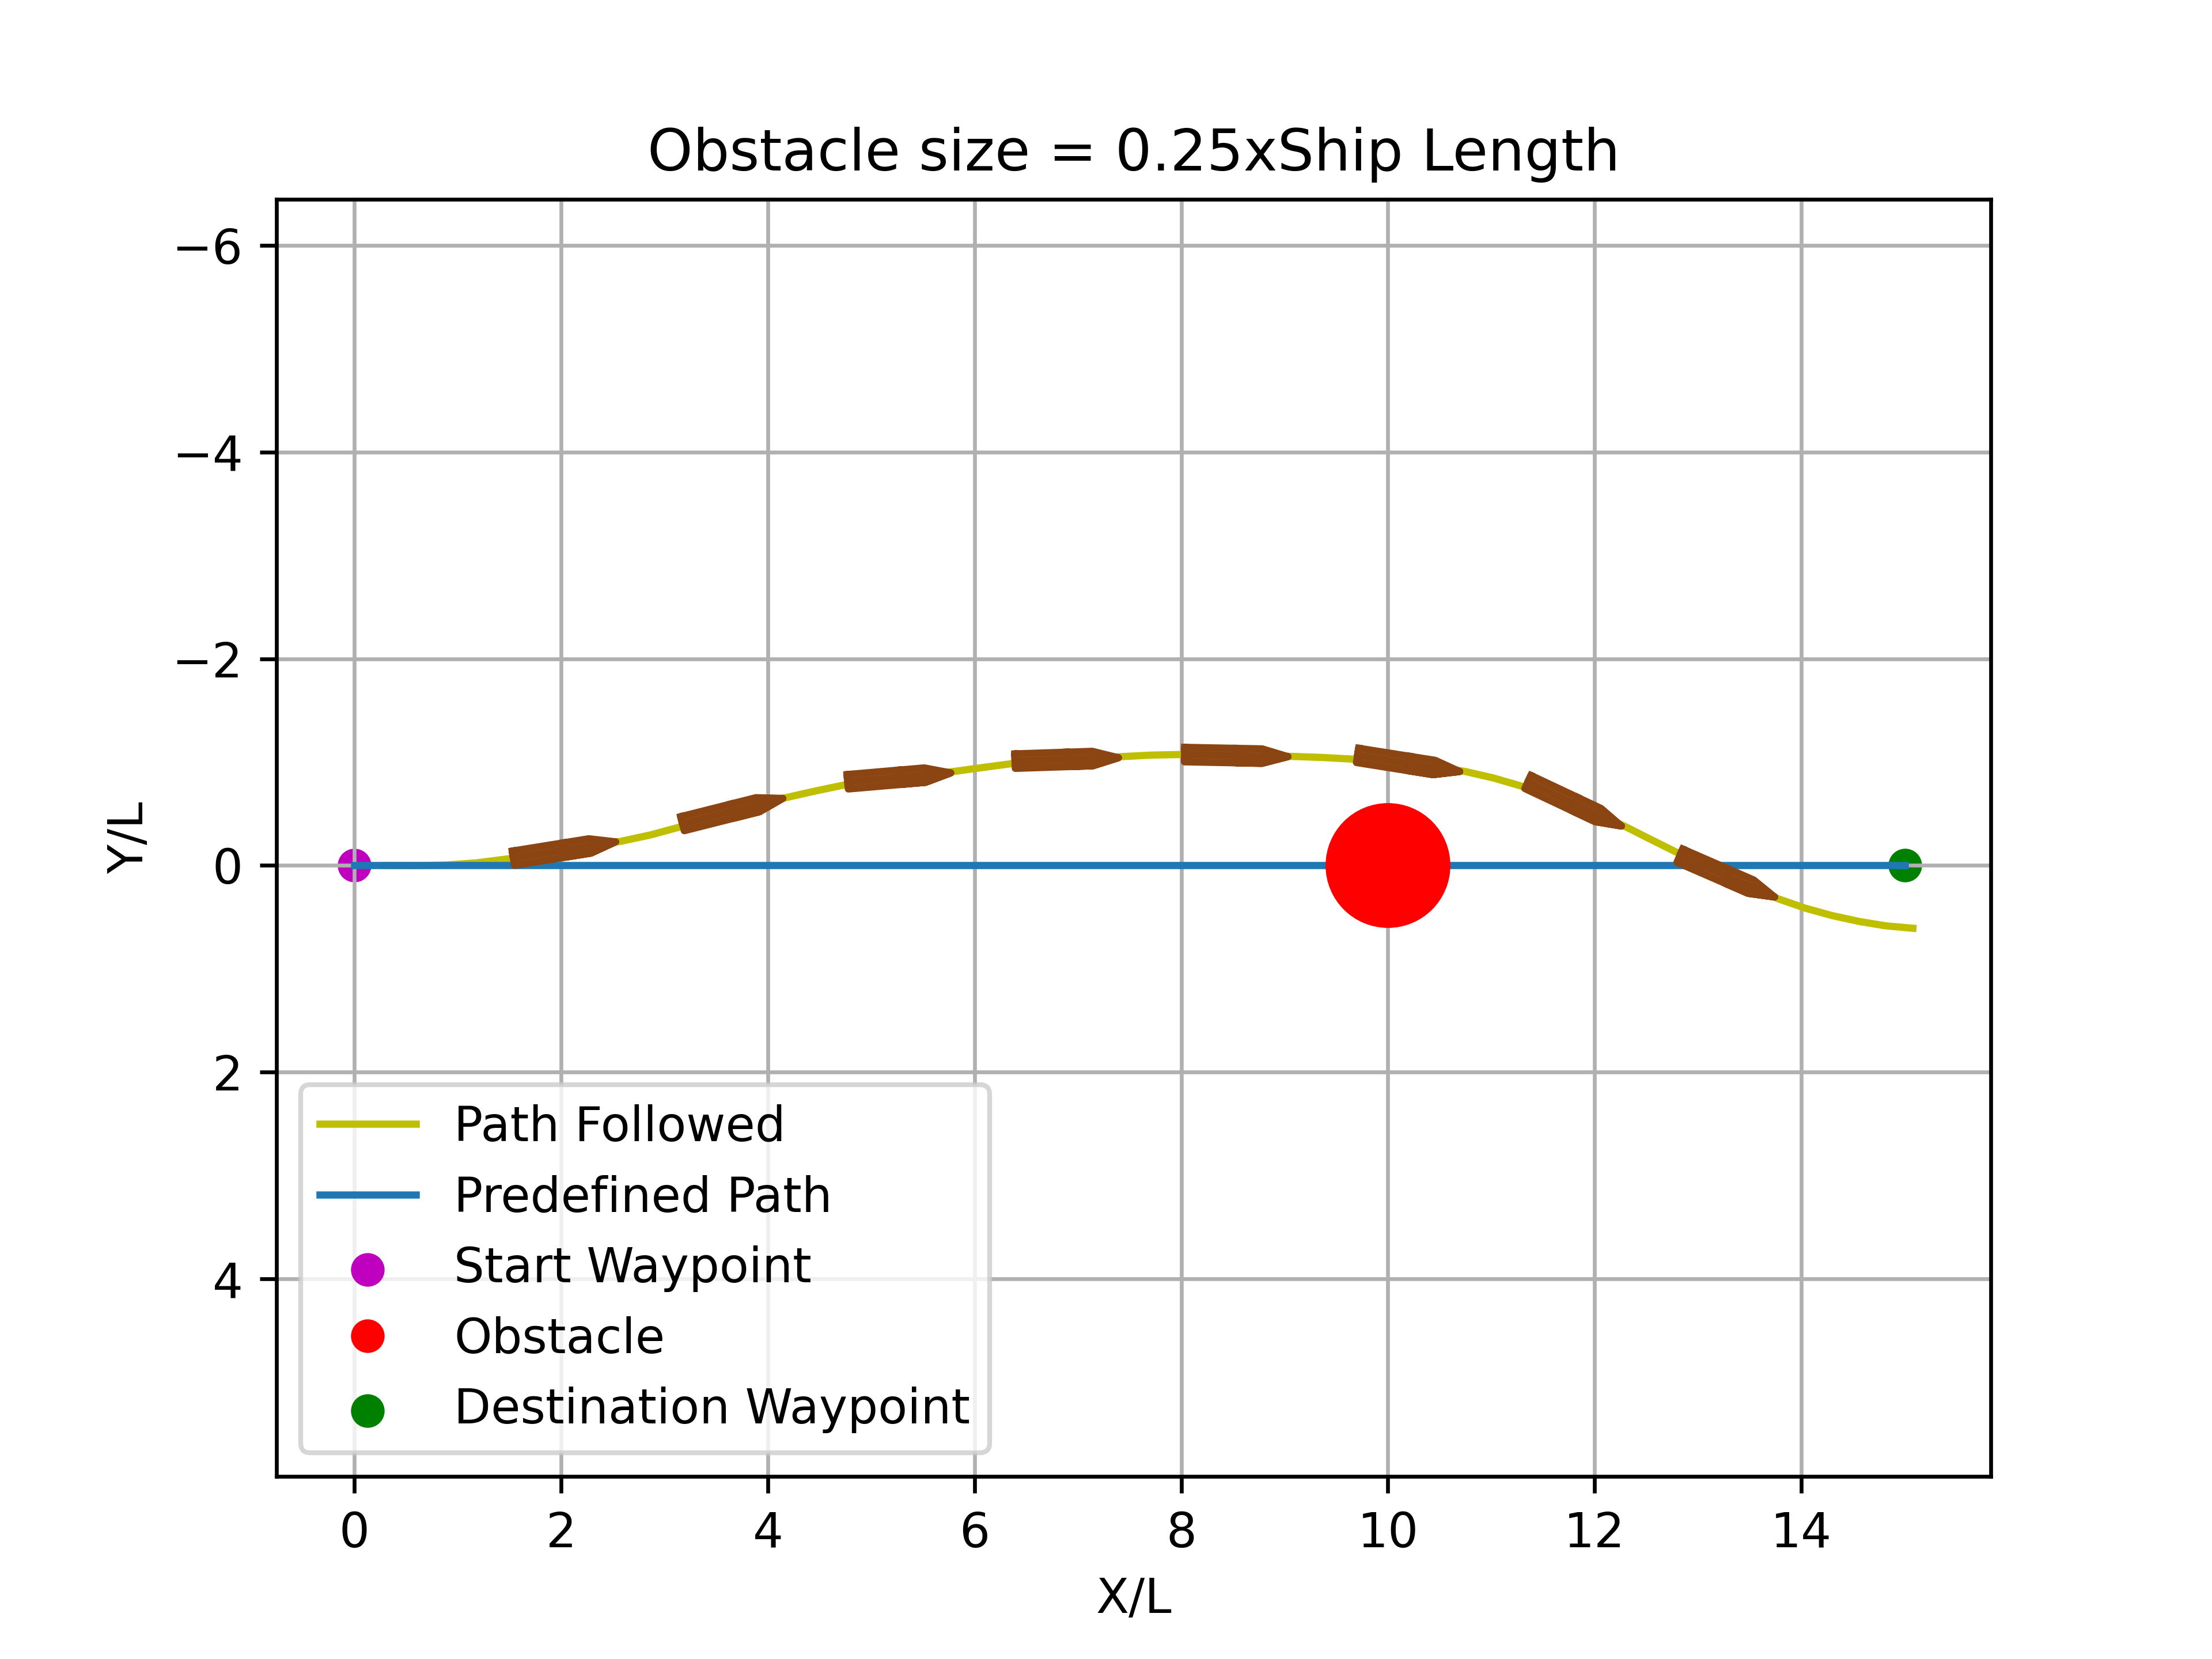 Obstacle size = 0.25xShip Length
−6
−4
−2
0
2
4
Y/L
Path Followed
Predefined Path
Start Waypoint
Obstacle
Destination Waypoint
0 2 4 6 8 10 12 14
X/L